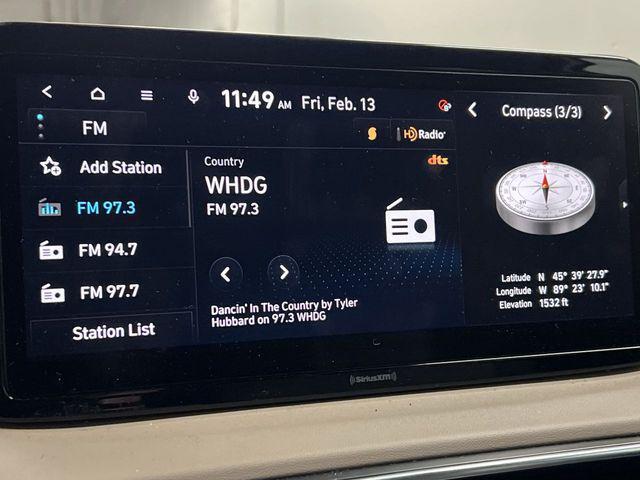 11:49 AM Fri, Feb. 13
FM
HD Radio
Compass (3/3)
Add Station
FM 97.3
FM 94.7
FM 97.7
Station List
Country
dts
WHDG
FM 97.3
Dancin' In The Country by Tyler
Hubbard on 97.3 WHDG
N
Latitude N 45° 39' 27.9"
Longitude W 89° 23' 10.1"
Elevation 1532 ft
((SiriusXM))